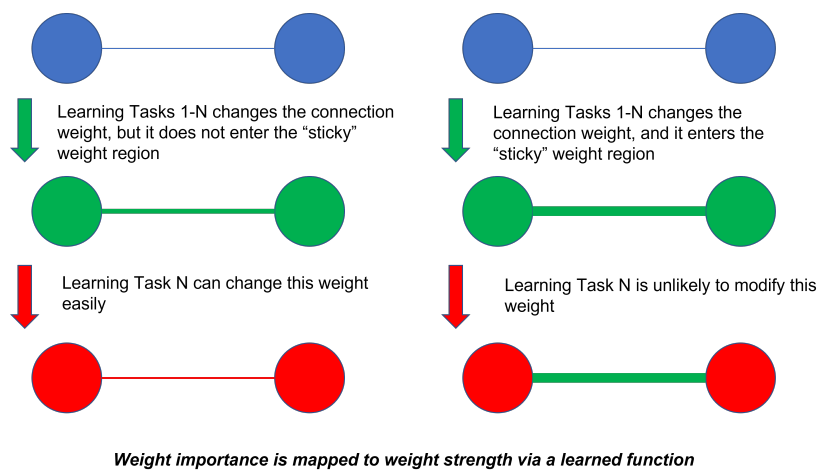 Learning Tasks 1-N changes the connection
weight, but it does not enter the “sticky”
weight region
Learning Tasks 1-N changes the
connection weight, and it enters the
“sticky” weight region
Learning Task N can change this weight
easily
Learning Task N is unlikely to modify this
weight
Weight importance is mapped to weight strength via a learned function